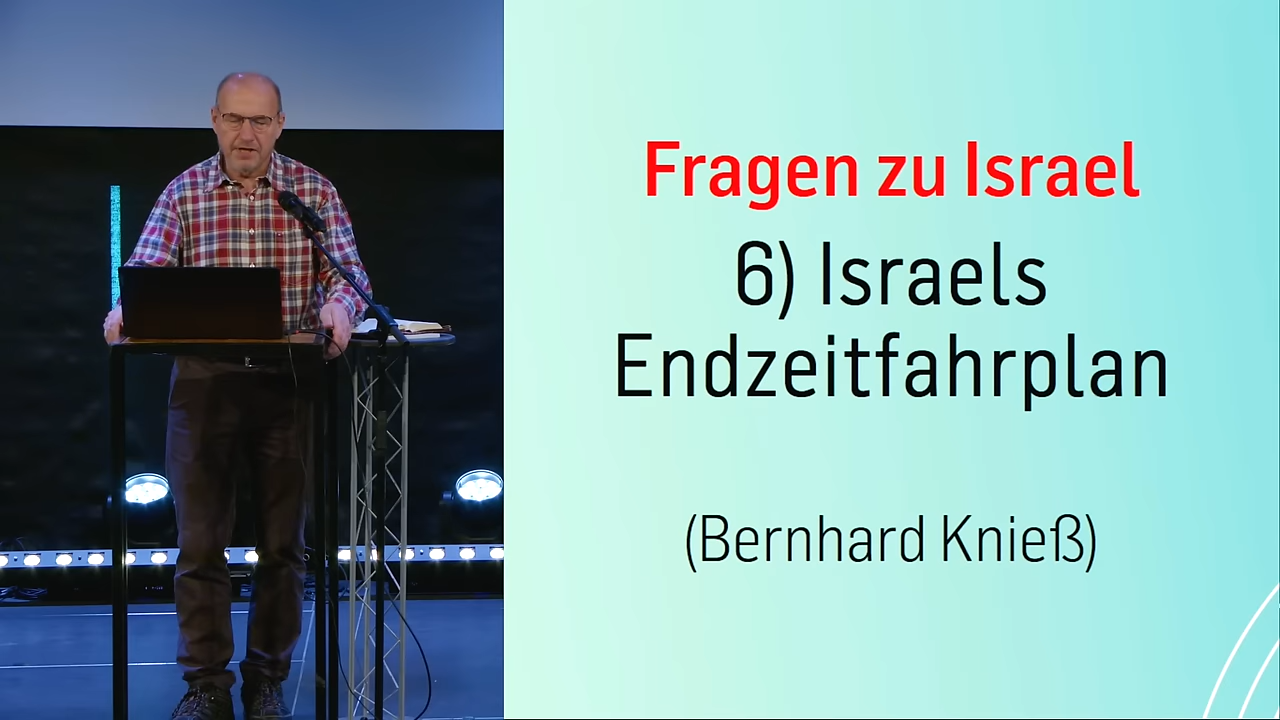 Fragen zu Israel
6) Israels
Endzeitfahrplan
(Bernhard Knieß)